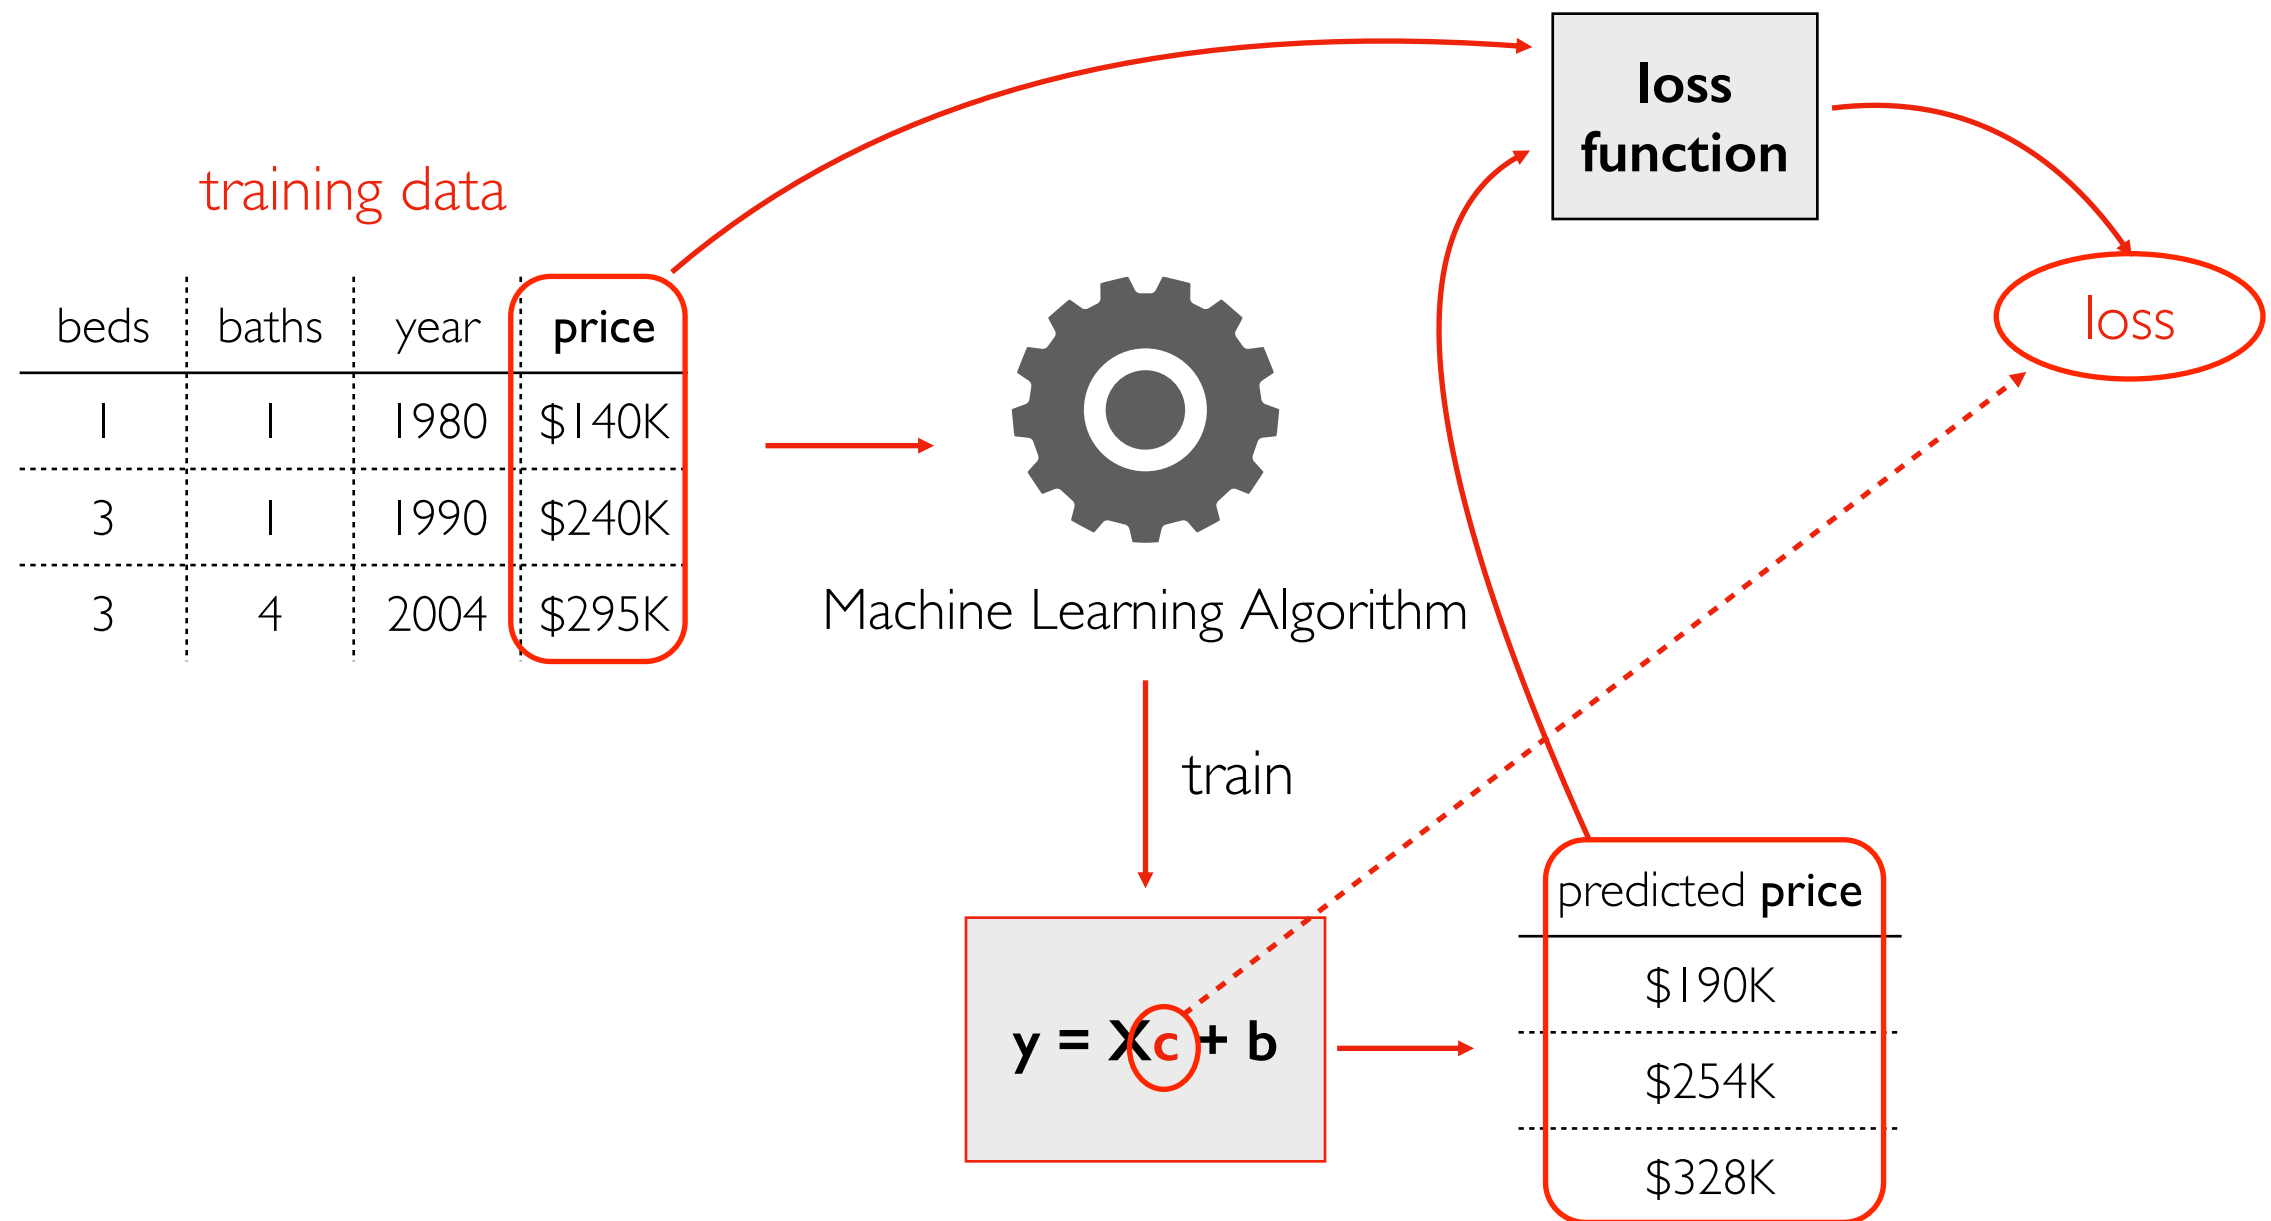 loss
function
training data
loss
beds baths year price
1 1 1980 $140K
3 1 1990 $240K
3 4 2004 $295K
Machine Learning Algorithm
train
y = Xc + b
predicted price
$190K
$254K
$328K